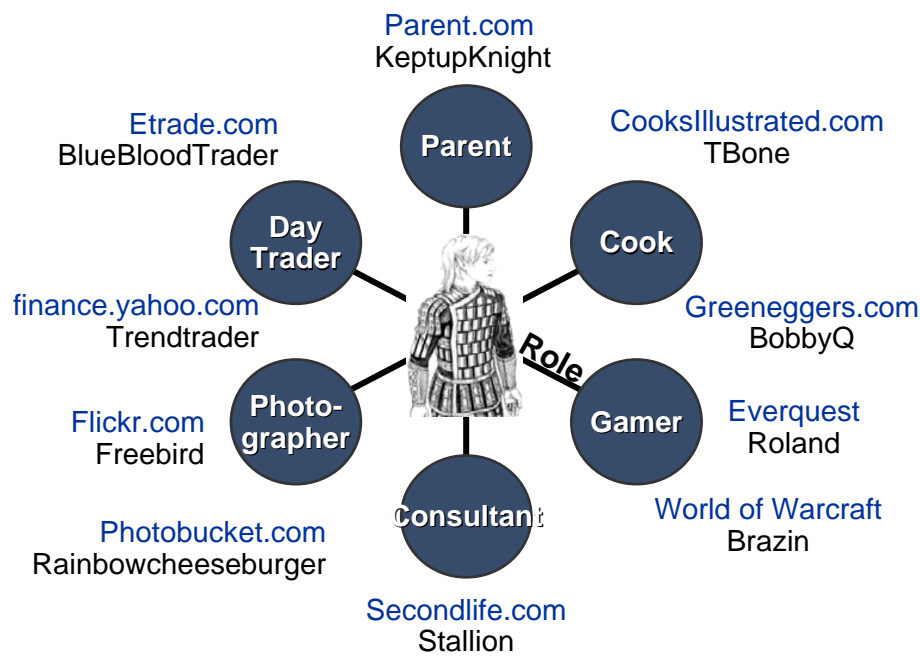 Parent.com
KeptupKnight
Parent
Etrade.com
BlueBloodTrader
CooksIllustrated.com
TBone
Day
Trader
Cook
finance.yahoo.com
Trendtrader
Greeneggers.com
BobbyQ
Role
Photo-
grapher
Flickr.com
Freebird
Gamer
Everquest
Roland
Photobucket.com
Rainbowcheeseburger
Consultant
World of Warcraft
Brazin
Secondlife.com
Stallion